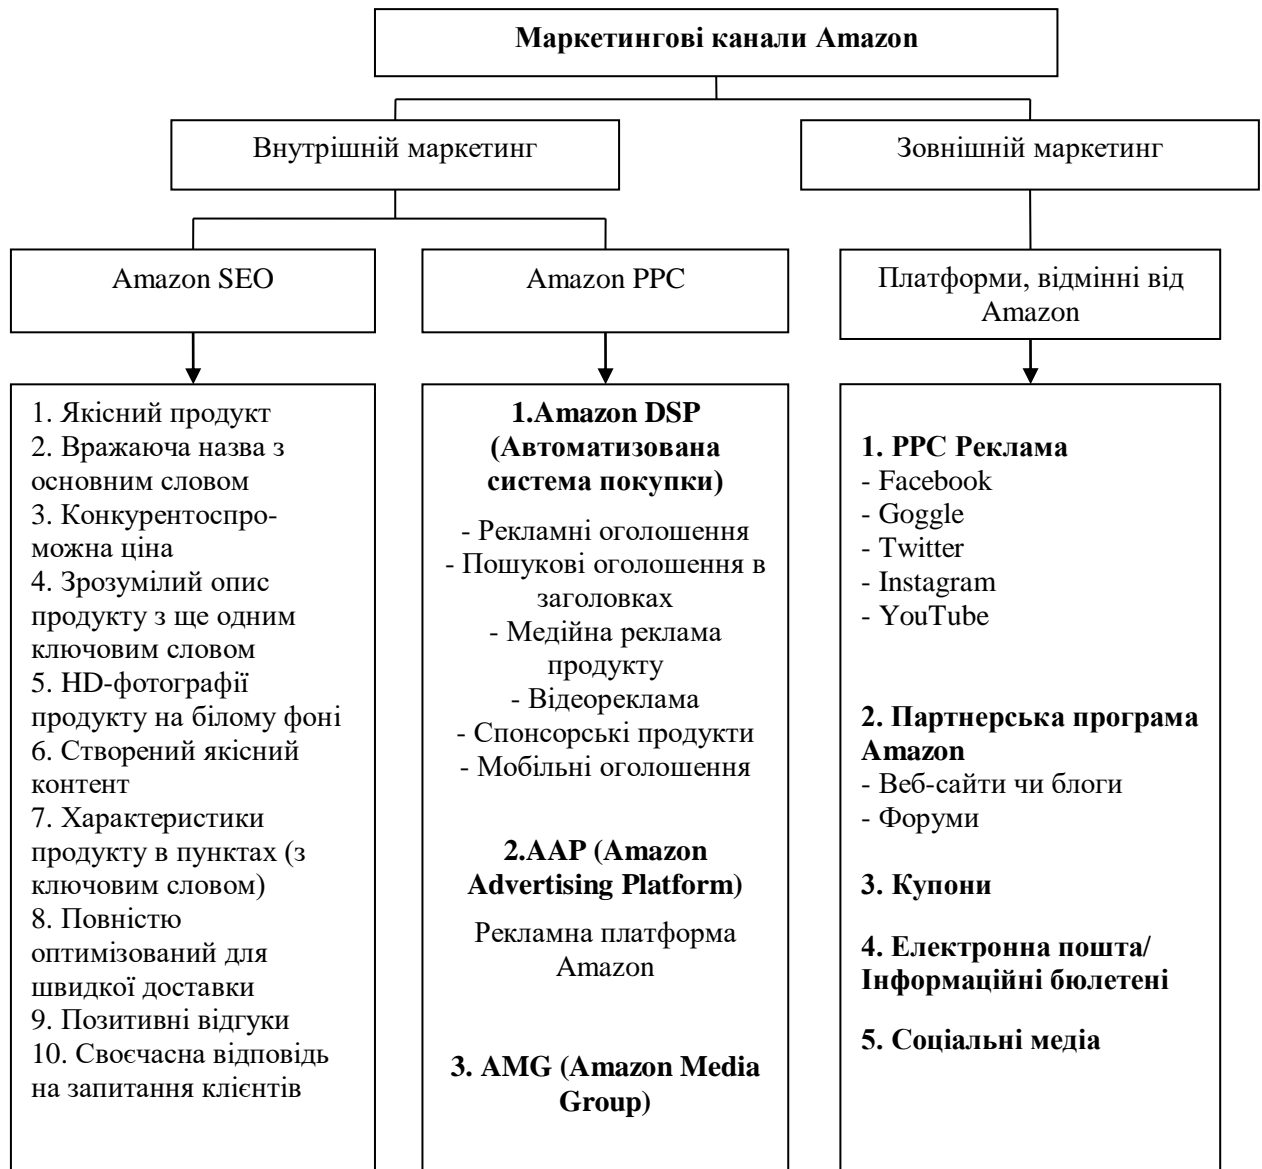 Маркетингові канали Amazon
Внутрішній маркетинг
Зовнішній маркетинг
Amazon SEO
Amazon PPC
Платформи, відмінні від
Amazon
1. Якісний продукт
2. Вражаюча назва з
основним словом
3. Конкурентоспро-
можна ціна
4. Зрозумілий опис
продукту з ще одним
ключовим словом
5. HD-фотографії
продукту на білому фоні
6. Створений якісний
контент
7. Характеристики
продукту в пунктах (з
ключовим словом)
8. Повністю
оптимізований для
швидкої доставки
9. Позитивні відгуки
10. Своєчасна відповідь
на запитання клієнтів
1.Amazon DSP
(Автоматизована
система покупки)
- Рекламні оголошення
- Пошукові оголошення в
заголовках
- Медійна реклама
продукту
- Відеореклама
- Спонсорські продукти
- Мобільні оголошення
2.AAP (Amazon
Advertising Platform)
Рекламна платформа
Amazon
3. AMG (Amazon Media
Group)
1. PPC Реклама
- Facebook
- Goggle
- Twitter
- Instagram
- YouTube
2. Партнерська програма
Amazon
- Веб-сайти чи блоги
- Форуми
3. Купони
4. Електронна пошта/
Інформаційні бюлетені
5. Соціальні медіа